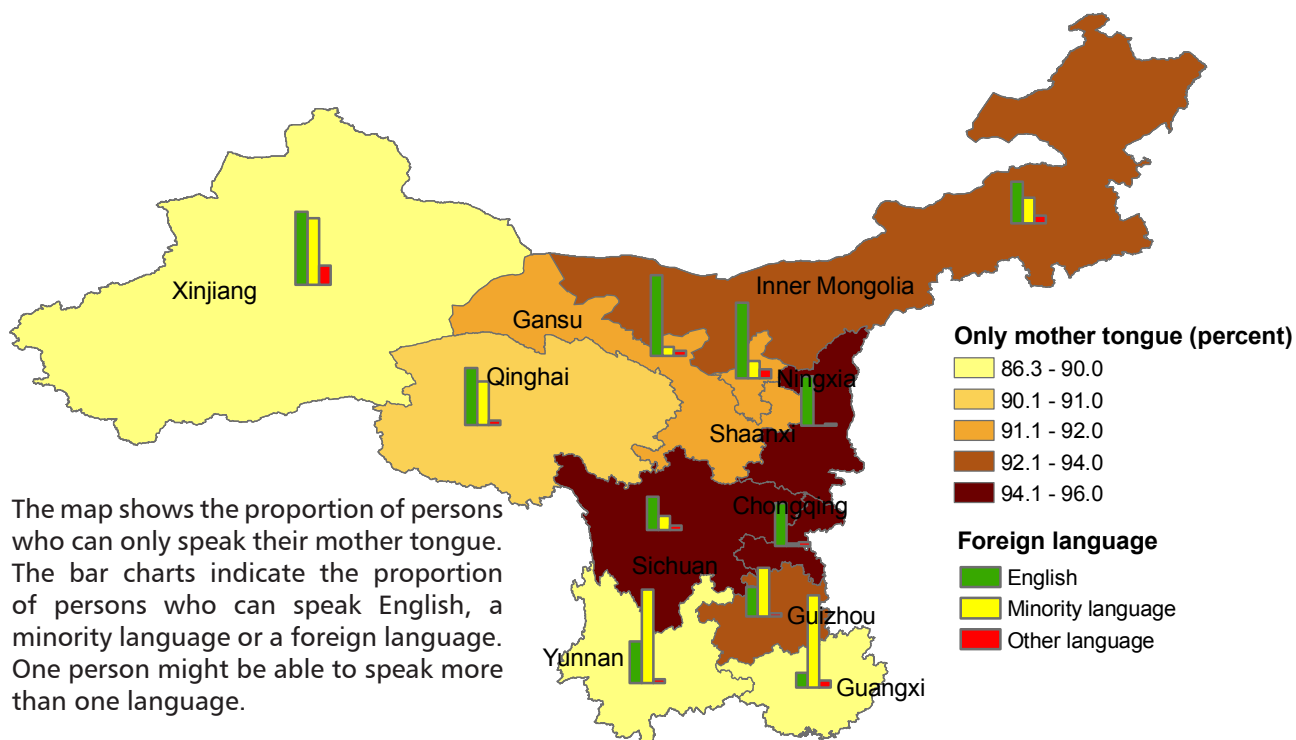 Xinjiang
Inner Mongolia
Gansu
Qinghai
Ningxia
Shaanxi
Chongqing
Sichuan
Guizhou
Yunnan
Guangxi
The map shows the proportion of persons
who can only speak their mother tongue.
The bar charts indicate the proportion
of persons who can speak English, a
minority language or a foreign language.
One person might be able to speak more
than one language.
Only mother tongue (percent)
86.3 - 90.0
90.1 - 91.0
91.1 - 92.0
92.1 - 94.0
94.1 - 96.0
Foreign language
English
Minority language
Other language